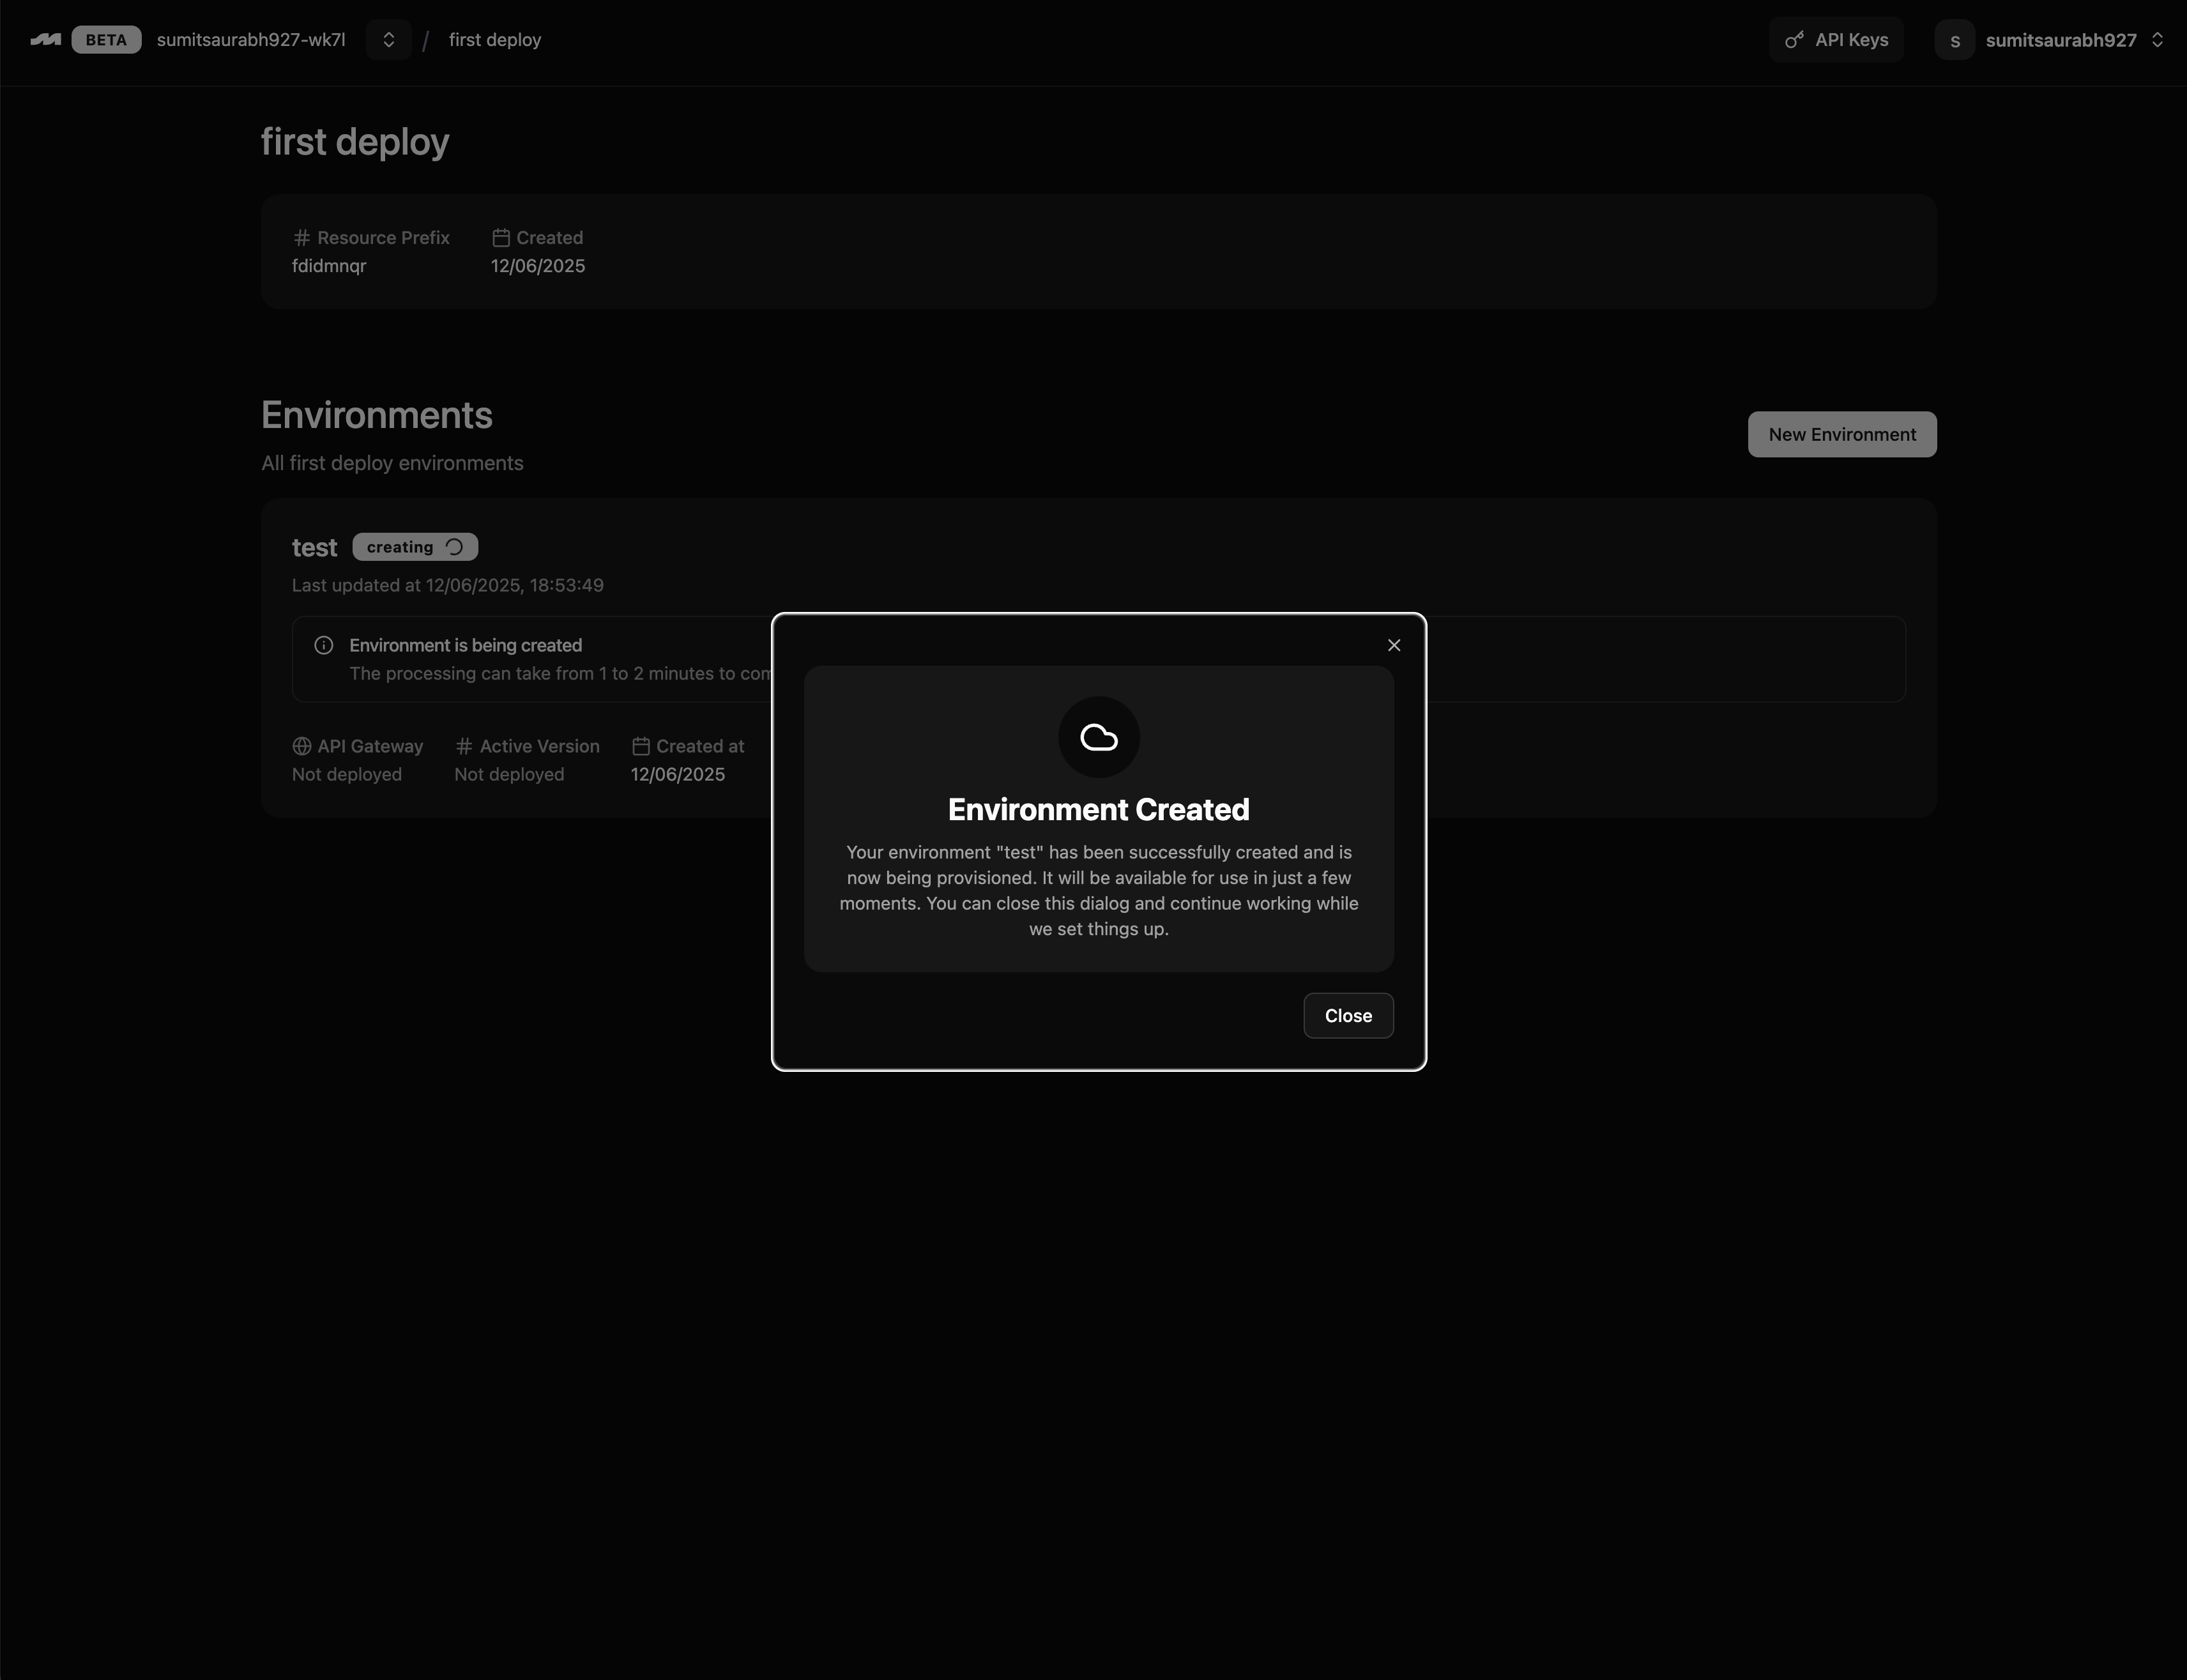 BETA sumitsaurabh927-wk7l / first deploy API Keys S sumitsaurabh927
first deploy
Resource Prefix Created
fdidmnqr 12/06/2025
Environments
New Environment
All first deploy environments
test creating
Last updated at 12/06/2025, 18:53:49
Environment is being created
The processing can take from 1 to 2 minutes to com
API Gateway Active Version Created at
Not deployed Not deployed 12/06/2025
Environment Created
Your environment "test" has been successfully created and is
now being provisioned. It will be available for use in just a few
moments. You can close this dialog and continue working while
we set things up.
Close